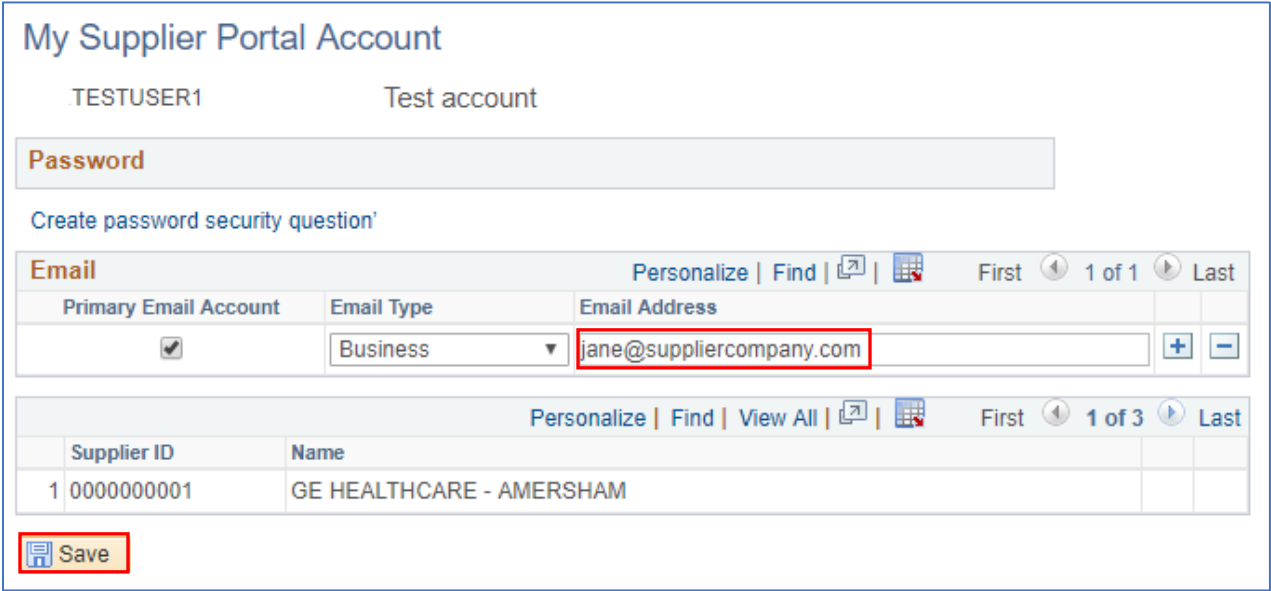 My Supplier Portal Account
TESTUSER1 Test account
Password
Create password security question'
Email Personalize | Find | | First 1 of 1 Last
Primary Email Account Email Type Email Address
Business jane@suppliercompany.com
Personalize | Find | View All | | First 1 of 3 Last
Supplier ID Name
1 0000000001 GE HEALTHCARE - AMERSHAM
Save